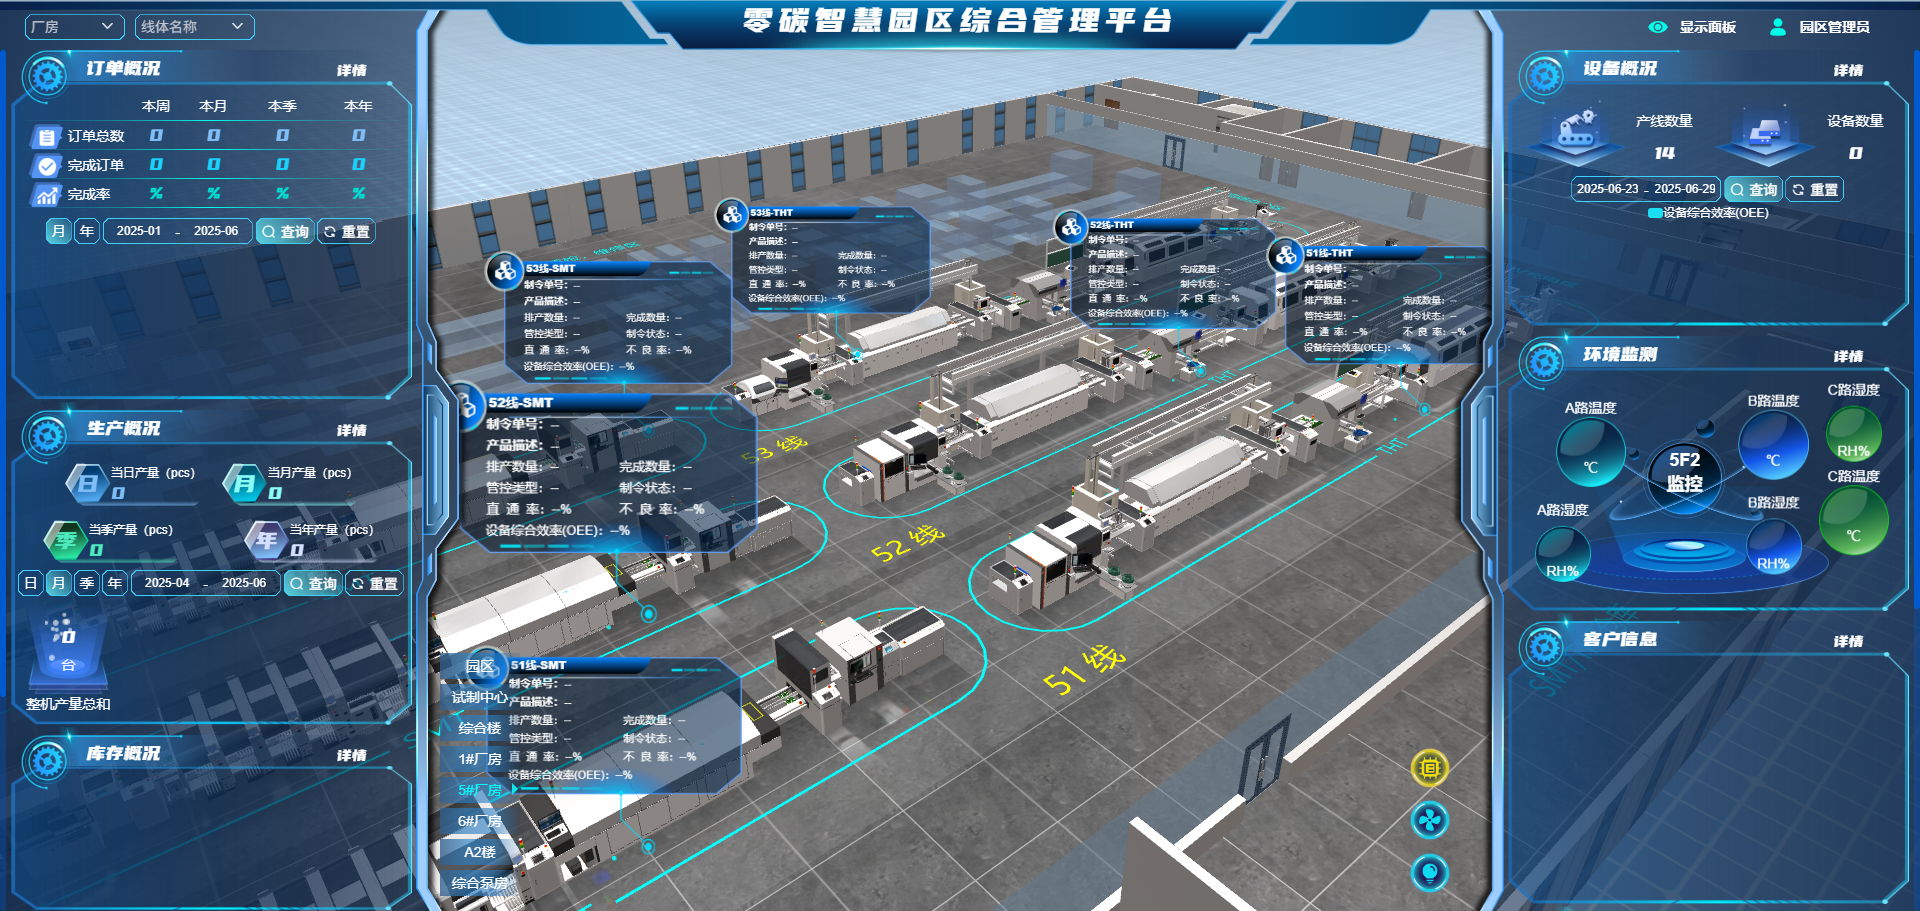 零碳智慧园区综合管理平台
厂房
线体名称
显示面板
园区管理员
订单概况
详情
本周 本月 本季 本年
订单总数 0 0 0 0
完成订单 0 0 0 0
完成率 % % % %
月 年 2025-01 - 2025-06 查询 重置
生产概况
详情
当日产量（pcs）
日
0
当月产量（pcs）
月
0
当季产量（pcs）
季
0
当年产量（pcs）
年
0
日 月 季 年 2025-04 - 2025-06 查询 重置
0
台
整机产量总和
库存概况
详情
53线-THT
制令单号: --
产品描述: --
排产数量: -- 完成数量: --
管控类型: -- 制令状态: --
直 通 率: --% 不 良 率: --%
设备综合效率(OEE): --%
52线-THT
制令单号: --
产品描述: --
排产数量: -- 完成数量: --
管控类型: -- 制令状态: --
直 通 率: --% 不 良 率: --%
设备综合效率(OEE): --%
51线-THT
制令单号: --
产品描述: --
排产数量: -- 完成数量: --
管控类型: -- 制令状态: --
直 通 率: --% 不 良 率: --%
设备综合效率(OEE): --%
53线-SMT
制令单号: --
产品描述: --
排产数量: -- 完成数量: --
管控类型: -- 制令状态: --
直 通 率: --% 不 良 率: --%
设备综合效率(OEE): --%
52线-SMT
制令单号: --
产品描述: --
排产数量: -- 完成数量: --
管控类型: -- 制令状态: --
直 通 率: --% 不 良 率: --%
设备综合效率(OEE): --%
51线-SMT
制令单号: --
产品描述: --
排产数量: -- 完成数量: --
管控类型: -- 制令状态: --
直 通 率: --% 不 良 率: --%
设备综合效率(OEE): --%
53 线
52 线
51 线
THT
THT
园区
试制中心
综合楼
1#厂房
5#厂房
6#厂房
A2楼
综合泵房
设备概况
详情
产线数量
14
设备数量
0
2025-06-23 - 2025-06-29 查询 重置
设备综合效率(OEE)
环境监测
详情
A路温度
℃
B路温度
℃
C路湿度
RH%
5F2
监控
C路温度
℃
A路湿度
RH%
B路湿度
RH%
客户信息
详情